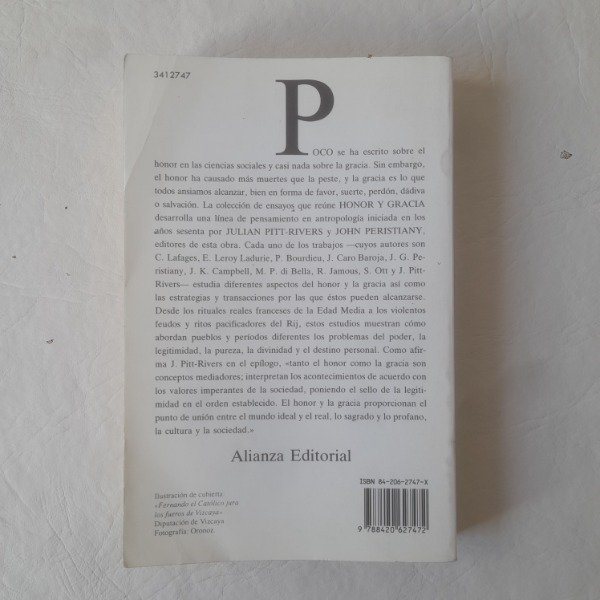 3412747
POCO se ha escrito sobre el
honor en las ciencias sociales y casi nada sobre la gracia. Sin embargo,
el honor ha causado más muertes que la peste, y la gracia es lo que
todos ansiamos alcanzar, bien en forma de favor, suerte, perdón, dádiva
o salvación. La colección de ensayos que reúne HONOR Y GRACIA
desarrolla una línea de pensamiento en antropología iniciada en los
años sesenta por JULIAN PITT-RIVERS y JOHN PERISTIANY,
editores de esta obra. Cada uno de los trabajos —cuyos autores son
C. Lafages, E. Leroy Ladurie, P. Bourdieu, J. Caro Baroja, J. G. Pe-
ristiany, J. K. Campbell, M. P. di Bella, R. Jamous, S. Ott y J. Pitt-
Rivers— estudia diferentes aspectos del honor y la gracia así como
las estrategias y transacciones por las que éstos pueden alcanzarse.
Desde los rituales reales franceses de la Edad Media a los violentos
feudos y ritos pacificadores del Rif, estos estudios muestran cómo
abordan pueblos y períodos diferentes los problemas del poder, la
legitimidad, la pureza, la divinidad y el destino personal. Como afir-
ma J. Pitt-Rivers en el epílogo, «tanto el honor como la gracia son
conceptos mediadores; interpretan los acontecimientos de acuerdo
con los valores imperantes de la sociedad, poniendo el sello de la legiti-
midad en el orden establecido. El honor y la gracia proporcionan el
punto de unión entre el mundo ideal y el real, lo sagrado y lo profano,
la cultura y la sociedad.»
Alianza Editorial
ISBN 84-206-2747-X
Ilustración de cubierta
«Fernando el Católico jura
los fueros de Vizcaya»
Diputación de Vizcaya
Fotografía: Oronoz.
9 788420 627472